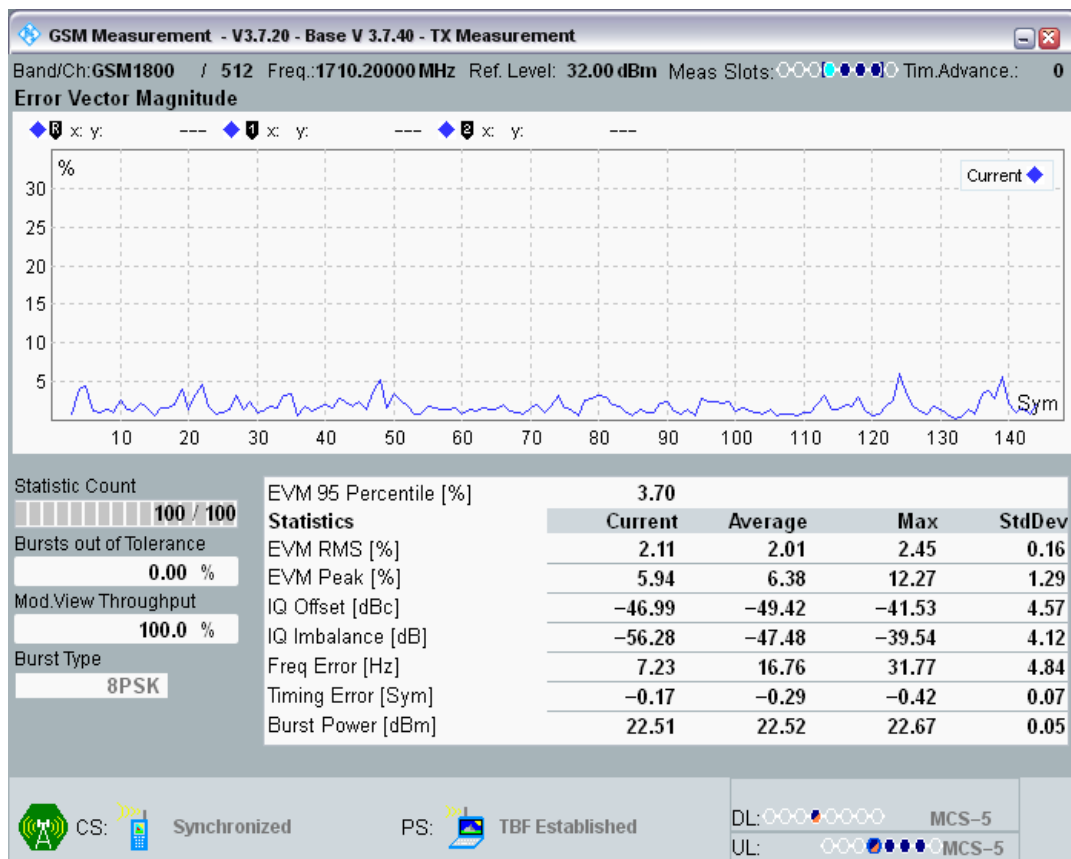 GSM Measurement - V3.7.20 - Base V 3.7.40 - TX Measurement
Band/Ch:GSM1800 / 512 Freq.:1710.20000 MHz Ref. Level: 32.00 dBm Meas Slots: Tim.Advance.: 0
Error Vector Magnitude
R x: y: --- 1 x: y: --- 2 x: y: ---
%
Current
30
25
20
15
10
5
Sym
10 20 30 40 50 60 70 80 90 100 110 120 130 140
Statistic Count
100 / 100
Bursts out of Tolerance
0.00 %
Mod.View Throughput
100.0 %
Burst Type
8PSK
EVM 95 Percentile [%] 3.70
Statistics Current Average Max StdDev
EVM RMS [%] 2.11 2.01 2.45 0.16
EVM Peak [%] 5.94 6.38 12.27 1.29
IQ Offset [dBc] −46.99 −49.42 −41.53 4.57
IQ Imbalance [dB] −56.28 −47.48 −39.54 4.12
Freq Error [Hz] 7.23 16.76 31.77 4.84
Timing Error [Sym] −0.17 −0.29 −0.42 0.07
Burst Power [dBm] 22.51 22.52 22.67 0.05
CS: Synchronized PS: TBF Established
DL: MCS−5
UL: MCS−5